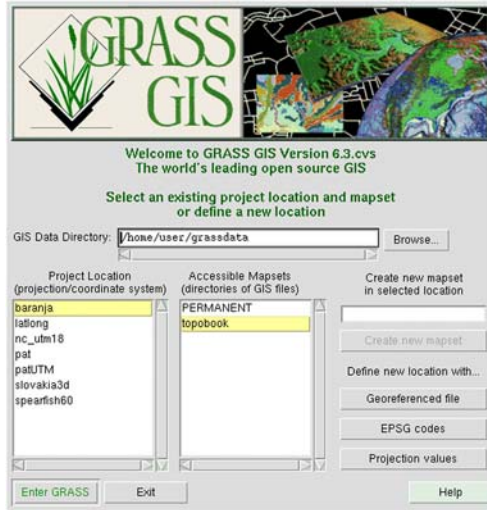 GRASS
GIS
Welcome to GRASS GIS Version 6.3.cvs
The world's leading open source GIS
Select an existing project location and mapset
or define a new location
GIS Data Directory: /home/user/grassdata Browse...
Project Location
(projection/coordinate system)
baranja
latlong
nc_utm18
pat
patUTM
slovakia3d
spearfish60
Accessible Mapsets
(directories of GIS files)
PERMANENT
topobook
Create new mapset
in selected location
Create new mapset
Define new location with...
Georeferenced file
EPSG codes
Projection values
Enter GRASS Exit Help